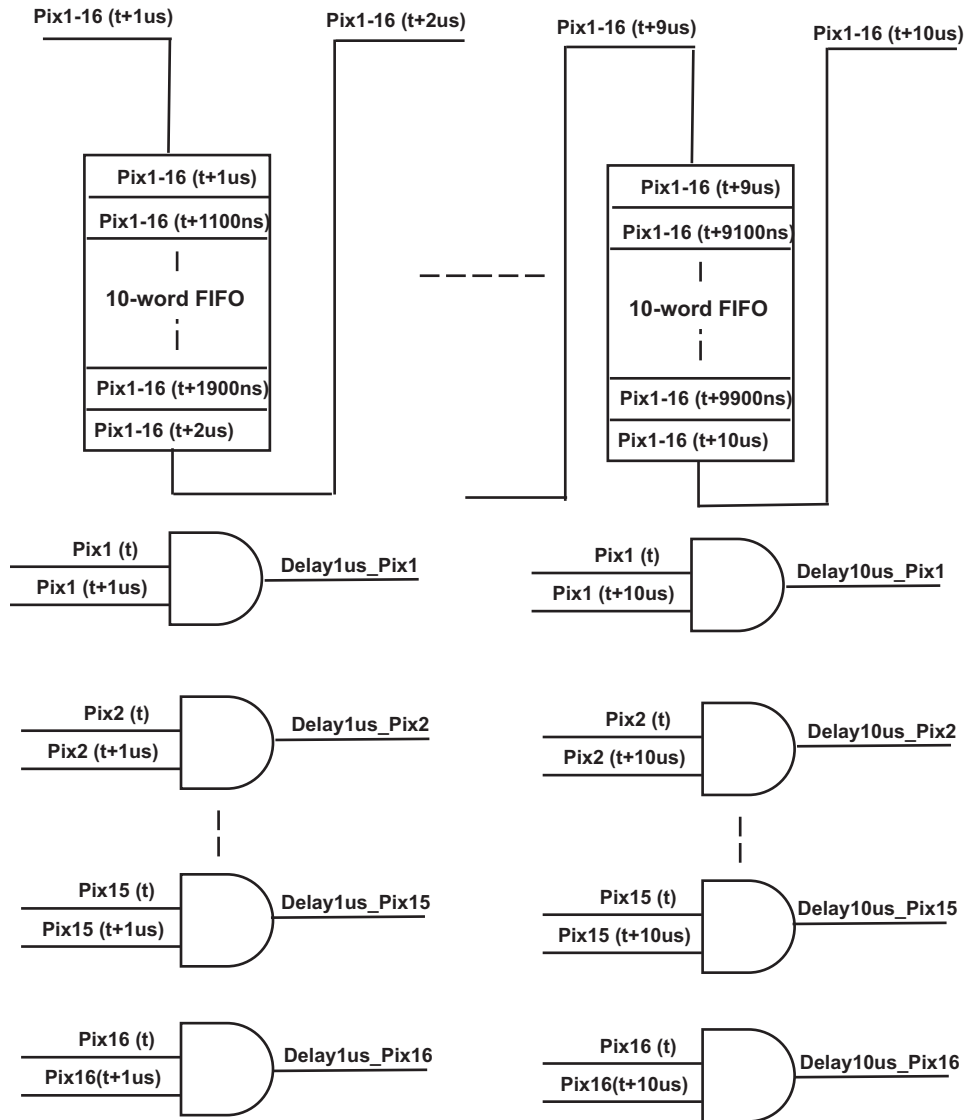 Pix1-16 (t+1us)
Pix1-16 (t+2us)
Pix1-16 (t+9us)
Pix1-16 (t+10us)
Pix1-16 (t+1us)
Pix1-16 (t+1100ns)
10-word FIFO
Pix1-16 (t+1900ns)
Pix1-16 (t+2us)
Pix1-16 (t+9us)
Pix1-16 (t+9100ns)
10-word FIFO
Pix1-16 (t+9900ns)
Pix1-16 (t+10us)
Pix1 (t)
Pix1 (t+1us)
Delay1us_Pix1
Pix1 (t)
Pix1 (t+10us)
Delay10us_Pix1
Pix2 (t)
Pix2 (t+1us)
Delay1us_Pix2
Pix2 (t)
Pix2 (t+10us)
Delay10us_Pix2
Pix15 (t)
Pix15 (t+1us)
Delay1us_Pix15
Pix15 (t)
Pix15 (t+10us)
Delay10us_Pix15
Pix16 (t)
Pix16(t+1us)
Delay1us_Pix16
Pix16 (t)
Pix16(t+10us)
Delay10us_Pix16